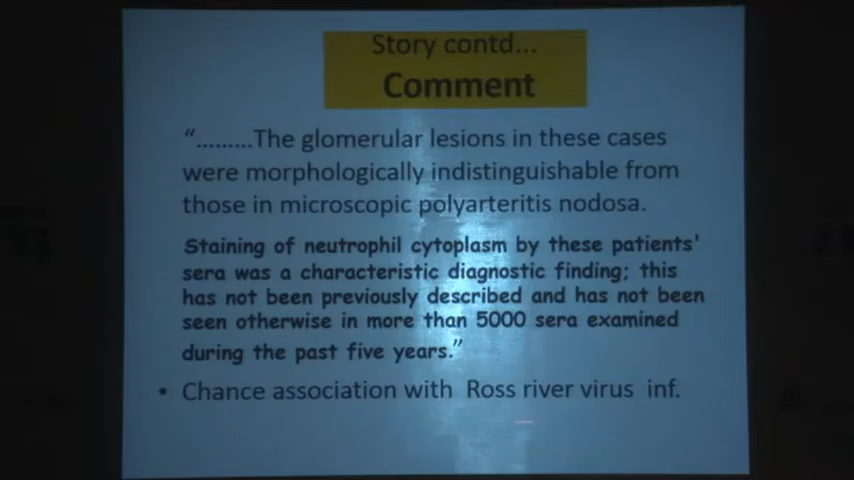 Story contd...
Comment
“.........The glomerular lesions in these cases
were morphologically indistinguishable from
those in microscopic polyarteritis nodosa.
Staining of neutrophil cytoplasm by these patients'
sera was a characteristic diagnostic finding; this
has not been previously described and has not been
seen otherwise in more than 5000 sera examined
during the past five years.”
• Chance association with Ross river virus inf.